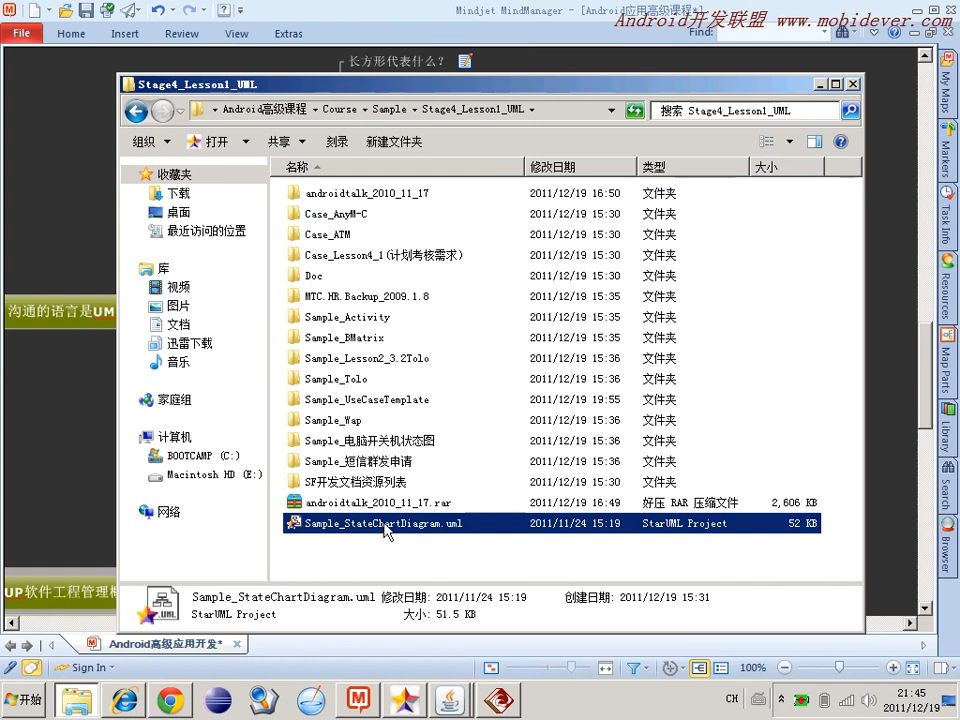 Mindjet MindManager - [Android应用高级课程*]
Android开发联盟 www.mobidever.com
File Home Insert Review View Extras Find:
长方形代表什么?
Stage4_Lesson1_UML
Android高级课程 Course Sample Stage4_Lesson1_UML 搜索 Stage4_Lesson1_UML
组织 打开 共享 刻录 新建文件夹
名称 修改日期 类型 大小
收藏夹
下载
桌面
最近访问的位置
库
视频
图片
文档
迅雷下载
音乐
家庭组
计算机
BOOTCAMP (C:)
Macintosh HD (E:)
网络
androidtalk_2010_11_17 2011/12/19 16:50 文件夹
Case_AnyM-C 2011/12/19 15:30 文件夹
Case_ATM 2011/12/19 15:30 文件夹
Case_Lesson4_1(计划考核需求) 2011/12/19 15:30 文件夹
Doc 2011/12/19 15:30 文件夹
MTC.HR.Backup_2009.1.8 2011/12/19 15:35 文件夹
Sample_Activity 2011/12/19 15:35 文件夹
Sample_BMatrix 2011/12/19 15:35 文件夹
Sample_Lesson2_3.2Tolo 2011/12/19 15:36 文件夹
Sample_Tolo 2011/12/19 15:36 文件夹
Sample_UseCaseTemplate 2011/12/19 19:55 文件夹
Sample_Wap 2011/12/19 15:36 文件夹
Sample_电脑开关机状态图 2011/12/19 15:36 文件夹
Sample_短信群发申请 2011/12/19 15:36 文件夹
SF开发文档资源列表 2011/12/19 15:30 文件夹
androidtalk_2010_11_17.rar 2011/12/19 16:49 好压 RAR 压缩文件 2,606 KB
Sample_StateChartDiagram.uml 2011/11/24 15:19 StarUML Project 52 KB
Sample_StateChartDiagram.uml 修改日期: 2011/11/24 15:19 创建日期: 2011/12/19 15:31
StarUML Project 大小: 51.5 KB
沟通的语言是UM
UP软件工程管理
My Maps
Markers
Task Info
Resources
Map Parts
Library
Search
Browser
Android高级应用开发*
Sign In 100%
开始 CH 21:45
2011/12/19